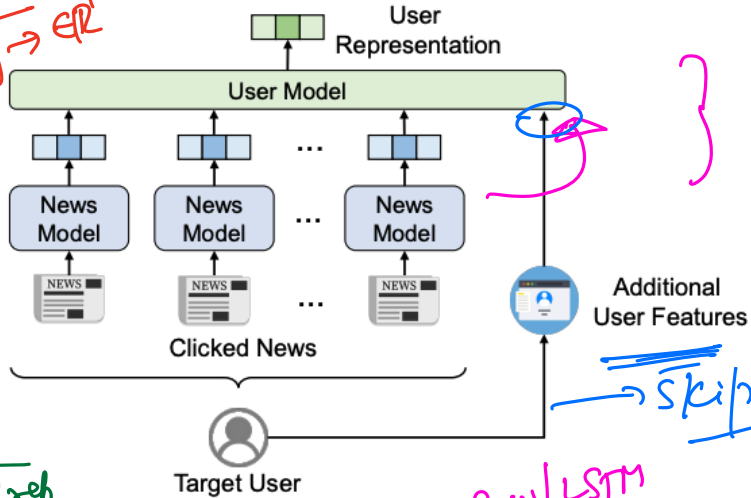 → ∈ℝ
User
Representation
User Model
...
News
Model
News
Model
...
News
Model
NEWS
NEWS
...
NEWS
Additional
User Features
Clicked News
→ Skip
Target User
/LSTM